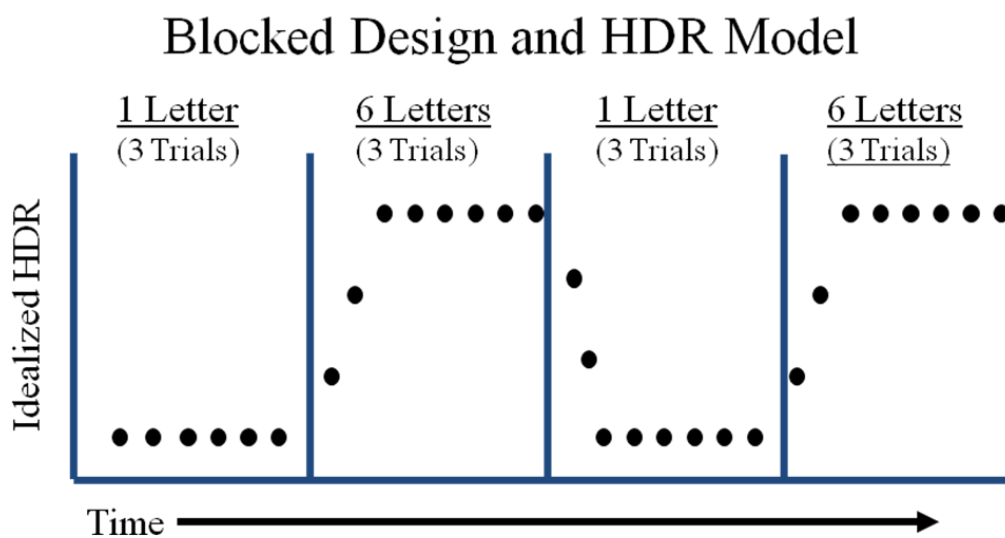 Blocked Design and HDR Model
1 Letter
(3 Trials)
6 Letters
(3 Trials)
1 Letter
(3 Trials)
6 Letters
(3 Trials)
Idealized HDR
Time